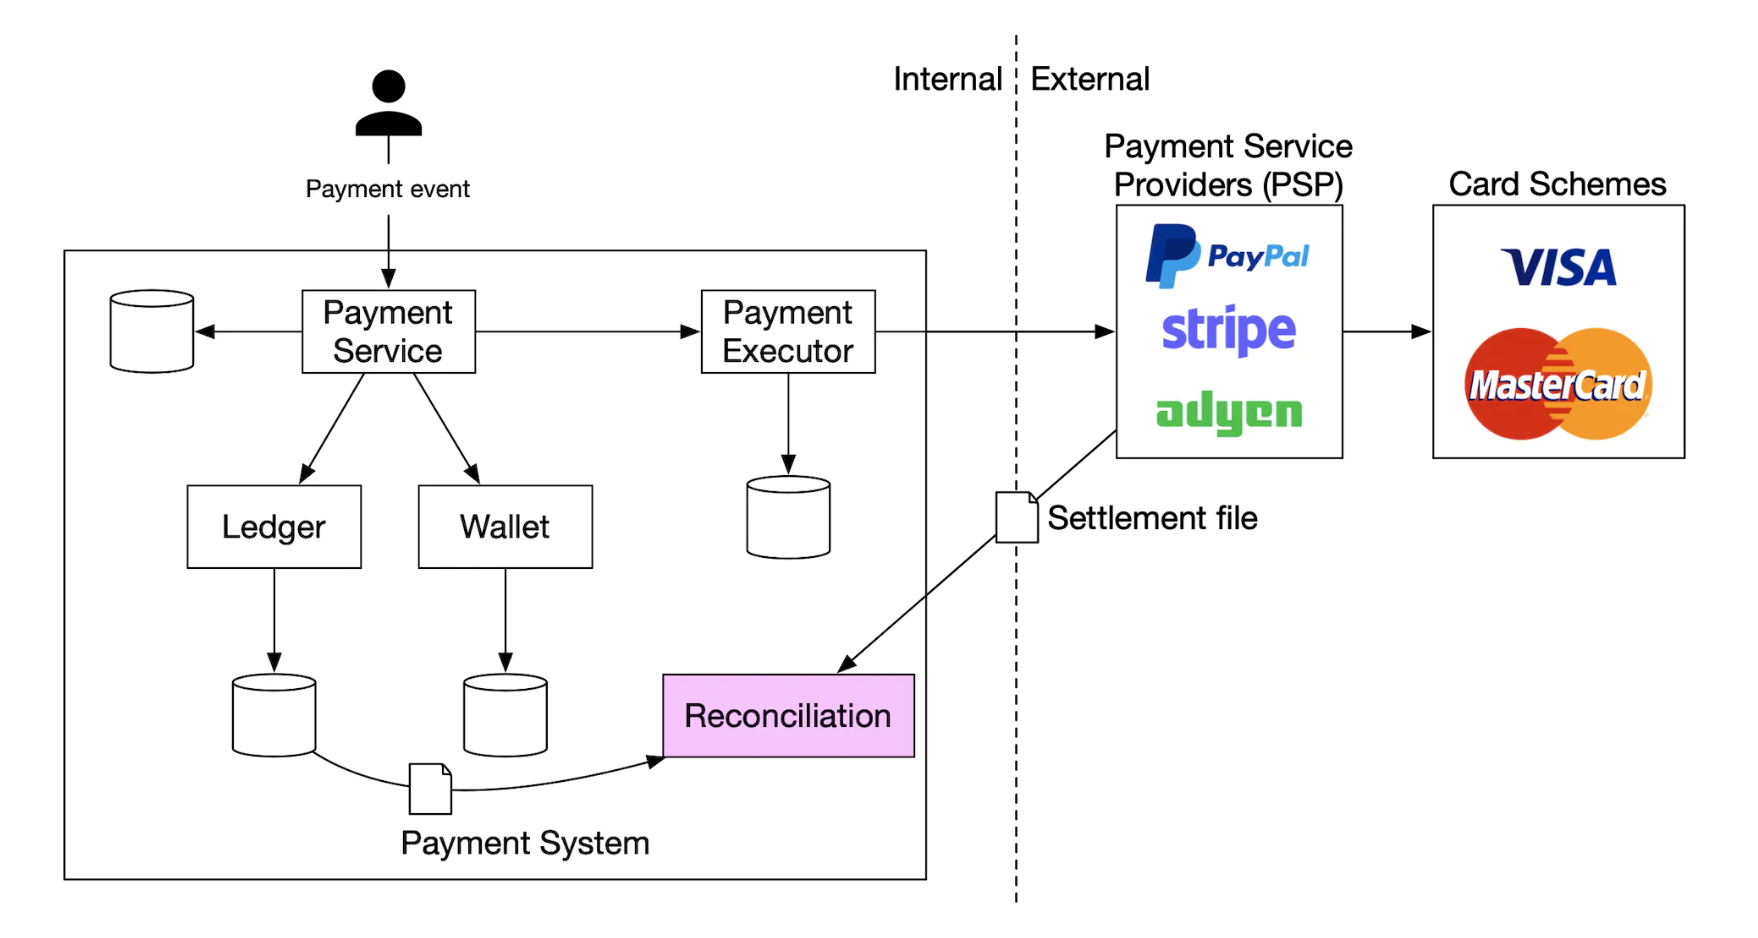 Internal
External
Payment event
Payment Service
Providers (PSP)
Card Schemes
PayPal
VISA
Payment
Service
Payment
Executor
stripe
MasterCard
adyen
Ledger
Wallet
Settlement file
Reconciliation
Payment System